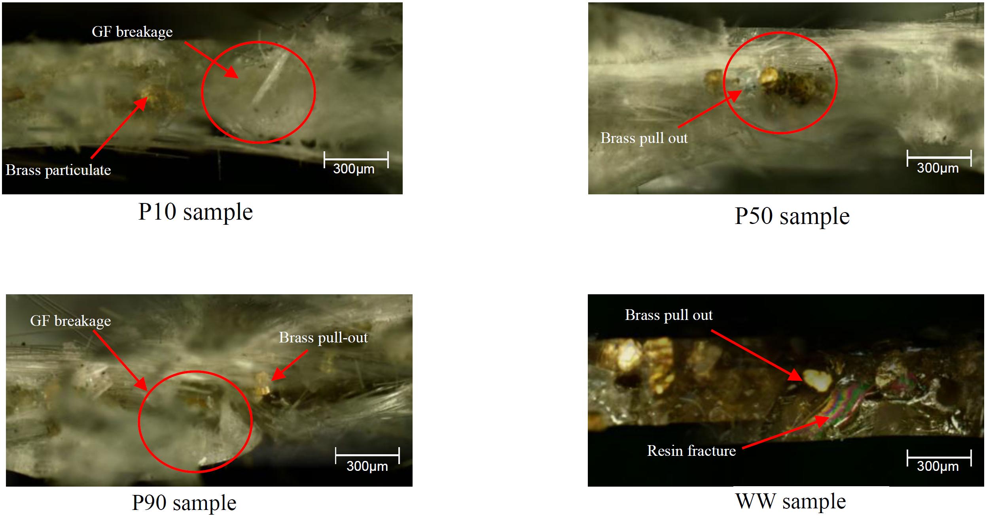 GF breakage
Brass particulate
300µm
P10 sample
Brass pull out
300µm
P50 sample
GF breakage
Brass pull-out
300µm
P90 sample
Brass pull out
Resin fracture
300µm
WW sample